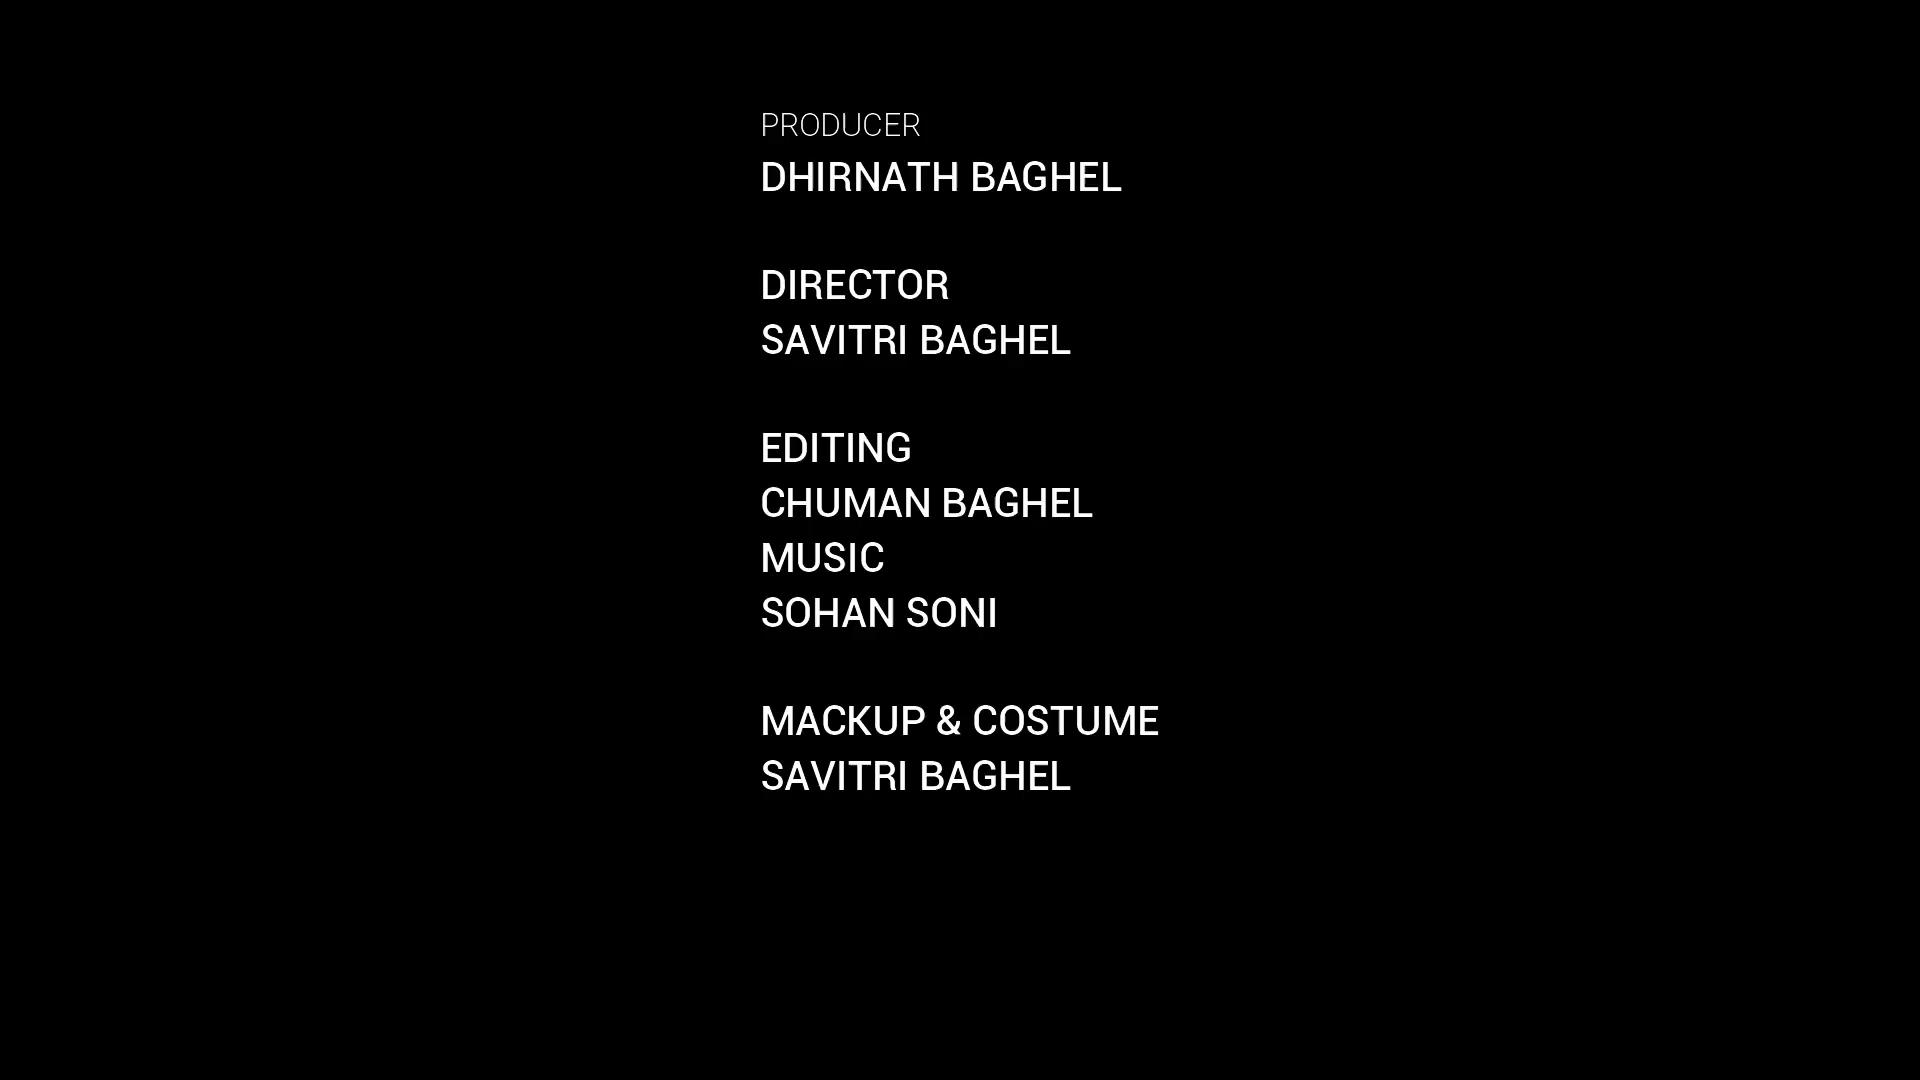 PRODUCER
DHIRNATH BAGHEL
DIRECTOR
SAVITRI BAGHEL
EDITING
CHUMAN BAGHEL
MUSIC
SOHAN SONI
MACKUP & COSTUME
SAVITRI BAGHEL